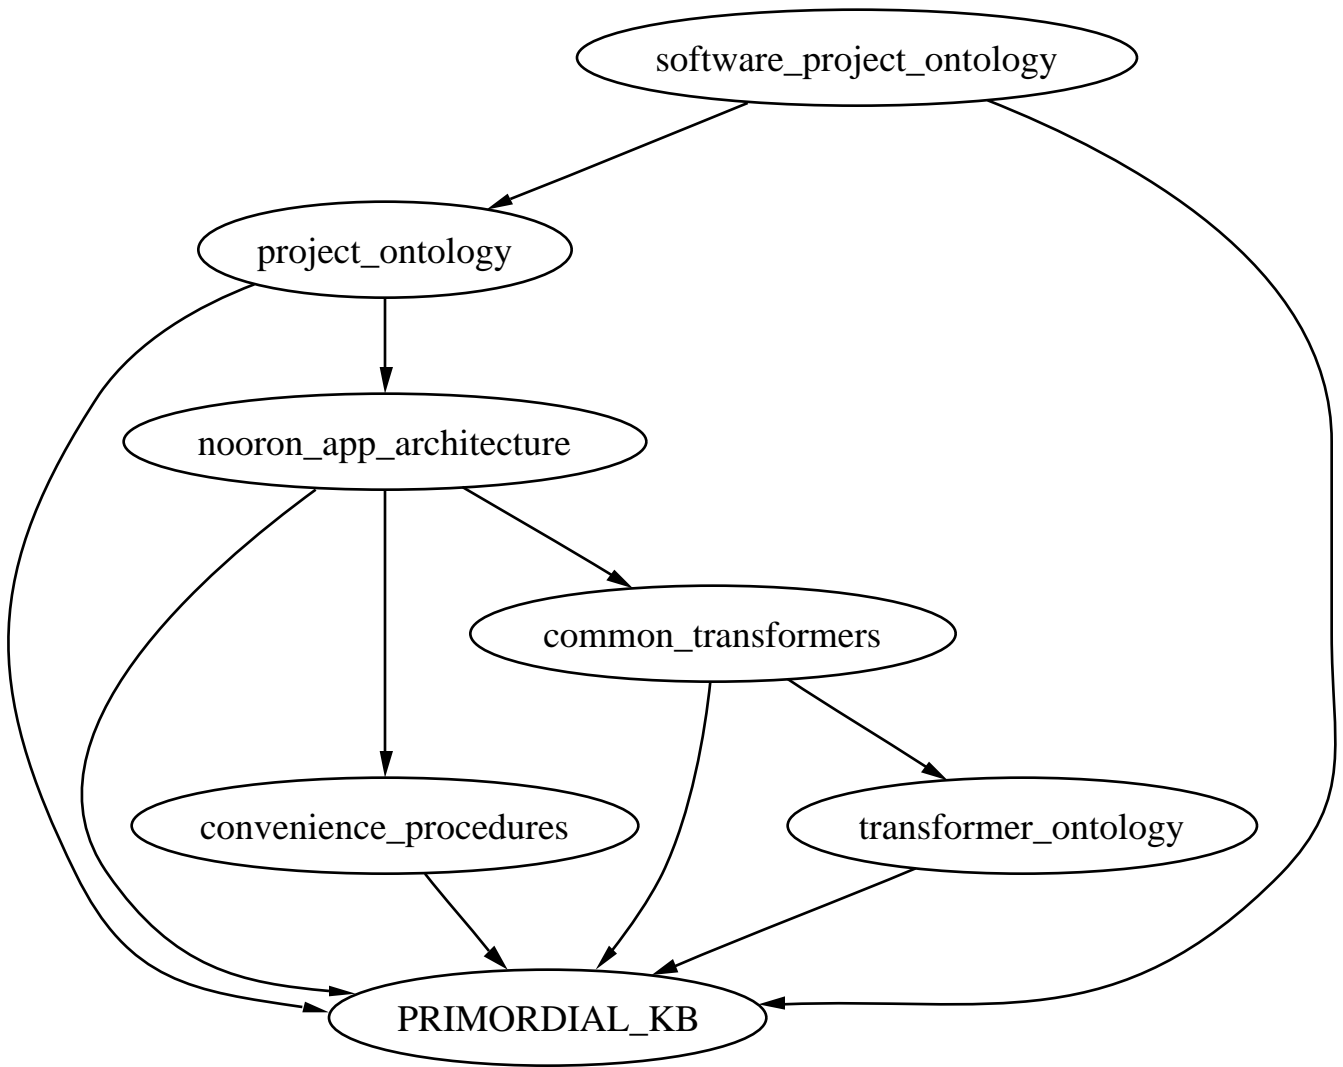 software_project_ontology
project_ontology
nooron_app_architecture
common_transformers
convenience_procedures
transformer_ontology
PRIMORDIAL_KB